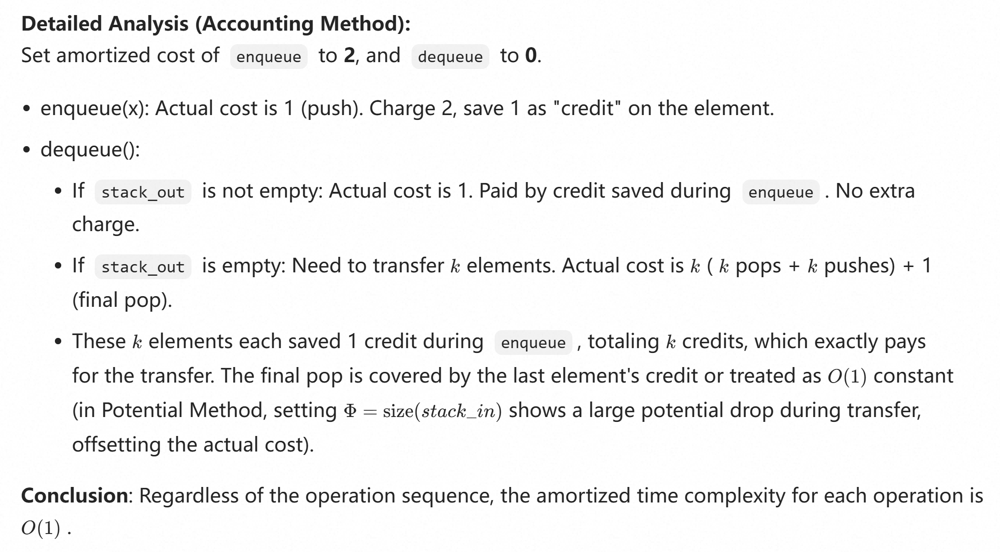 Detailed Analysis (Accounting Method):
Set amortized cost of enqueue to 2, and dequeue to 0.
• enqueue(x): Actual cost is 1 (push). Charge 2, save 1 as "credit" on the element.
• dequeue():
• If stack_out is not empty: Actual cost is 1. Paid by credit saved during enqueue . No extra
charge.
• If stack_out is empty: Need to transfer k elements. Actual cost is k ( k pops + k pushes) + 1
(final pop).
• These k elements each saved 1 credit during enqueue , totaling k credits, which exactly pays
for the transfer. The final pop is covered by the last element's credit or treated as O(1) constant
(in Potential Method, setting Φ = size(stack_in) shows a large potential drop during transfer,
offsetting the actual cost).
Conclusion: Regardless of the operation sequence, the amortized time complexity for each operation is
O(1) .